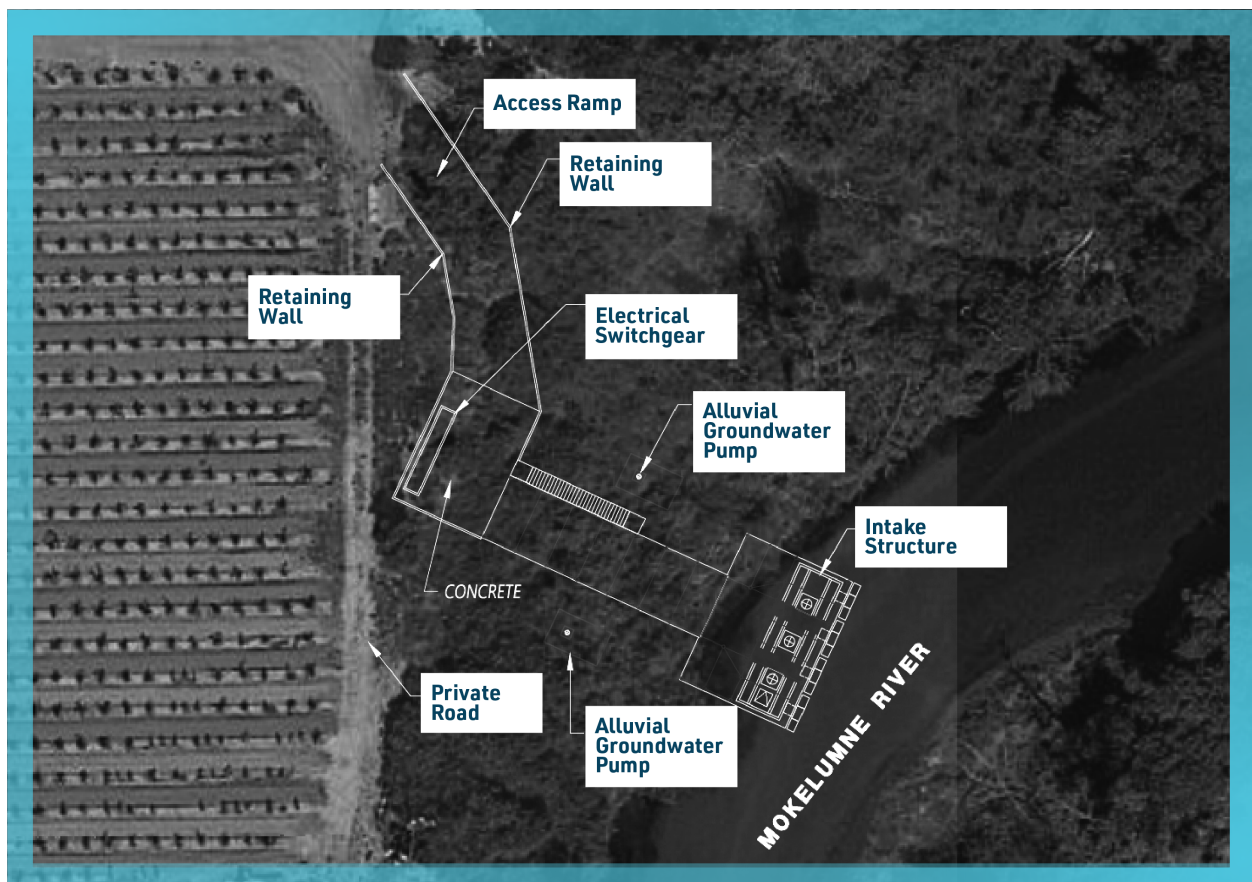 Access Ramp
Retaining
Wall
Retaining
Wall
Electrical
Switchgear
Alluvial
Groundwater
Pump
Intake
Structure
CONCRETE
Private
Road
Alluvial
Groundwater
Pump
MOKELUMNE RIVER